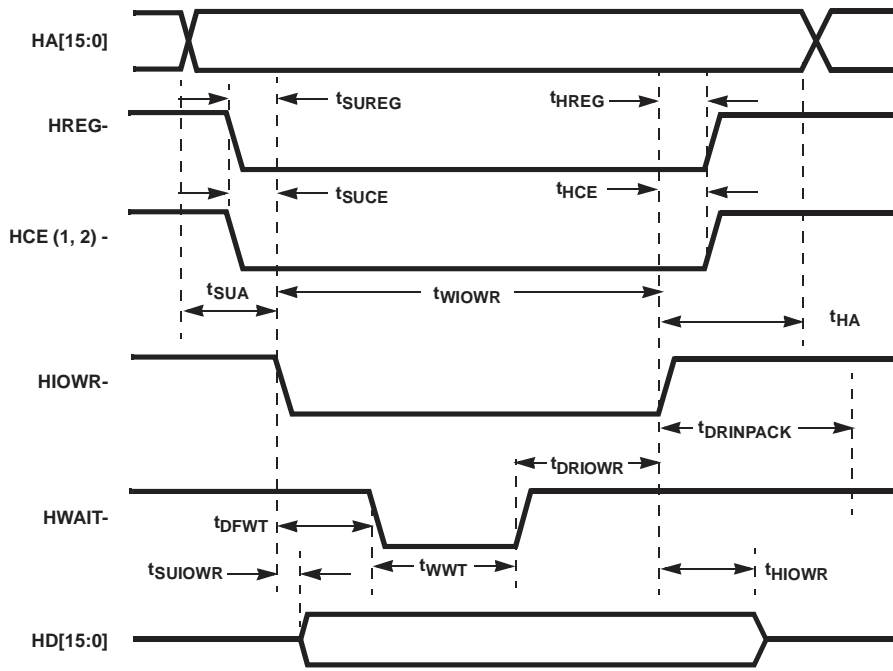 HA[15:0]
tSUREG
tHREG
HREG-
tSUCE
tHCE
HCE (1, 2) -
tSUA
tWIOWR
tHA
HIOWR-
tDRINPACK
tDRIOWR
HWAIT-
tDFWT
tSUIOWR
tWWT
tHIOWR
HD[15:0]